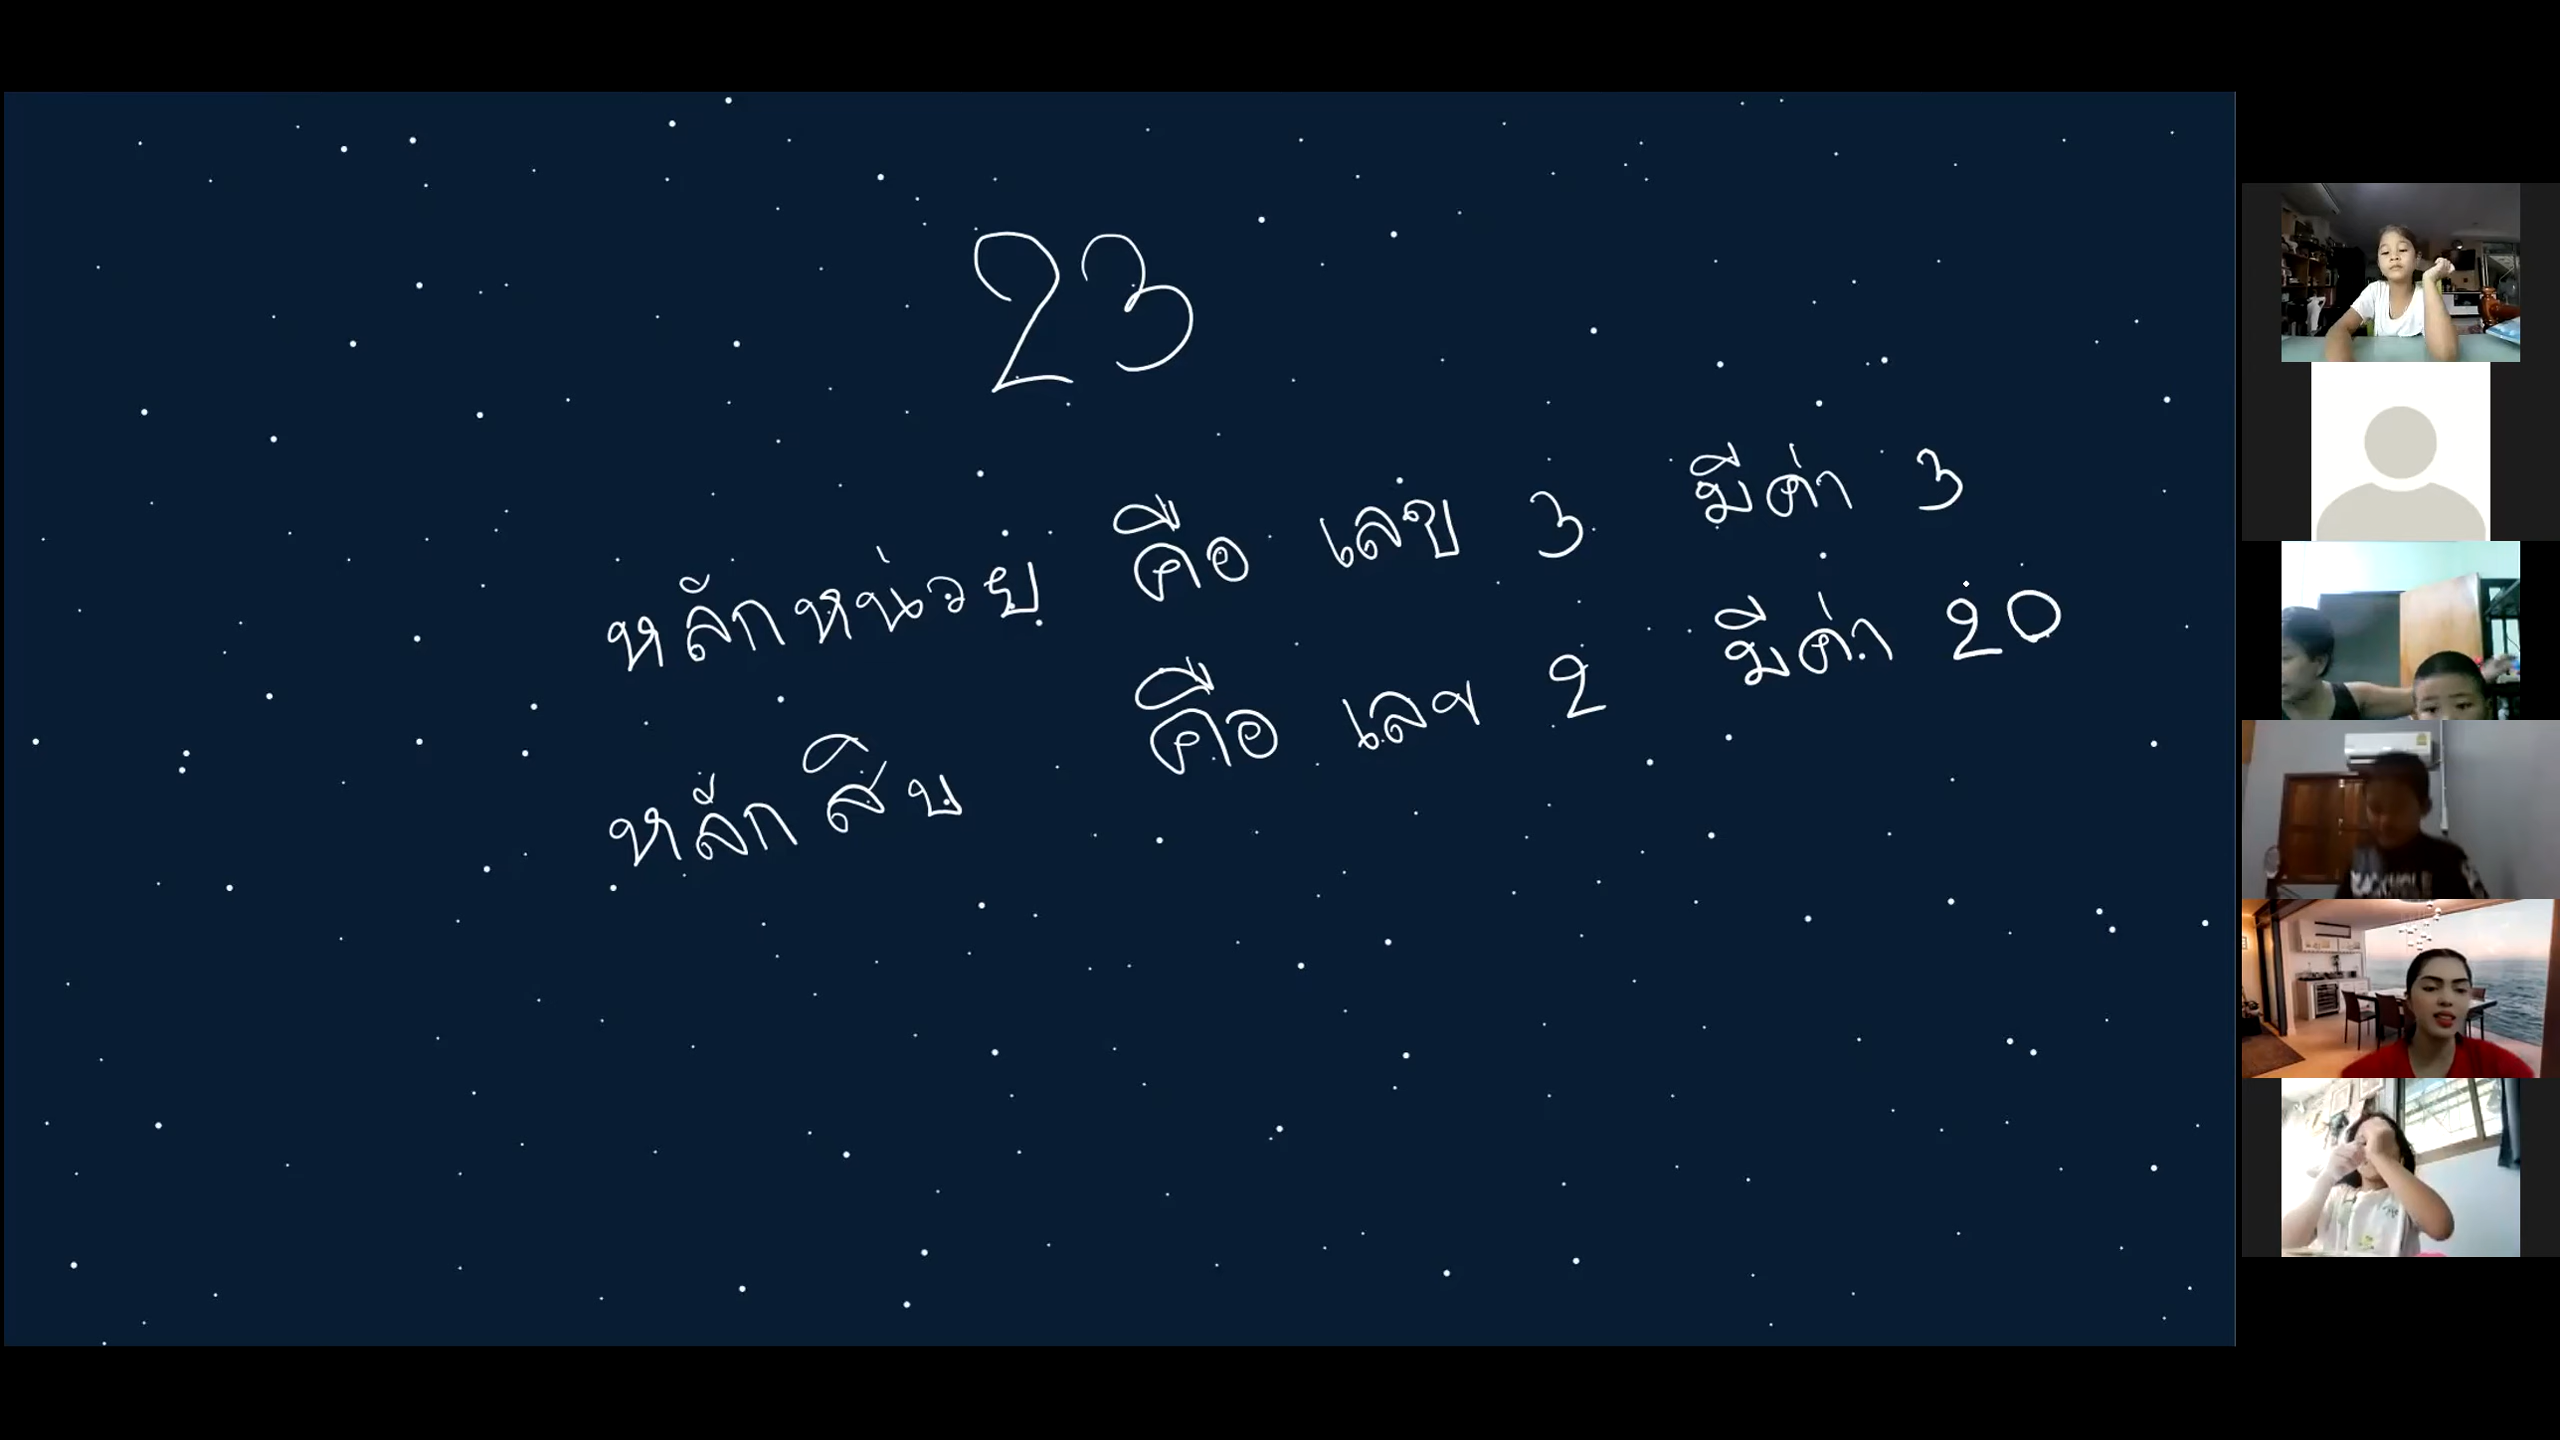 23
หลักหน่วย คือ เลข 3 มีค่า 3
หลักสิบ คือ เลข 2 มีค่า 20